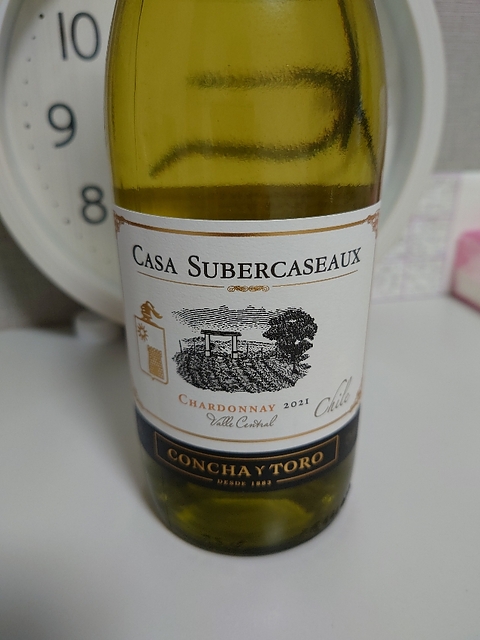 10
9
8
CASA SUBERCASEAUX
CHARDONNAY 2021
Valle Central
Chile
CONCHA Y TORO
DESDE 1883